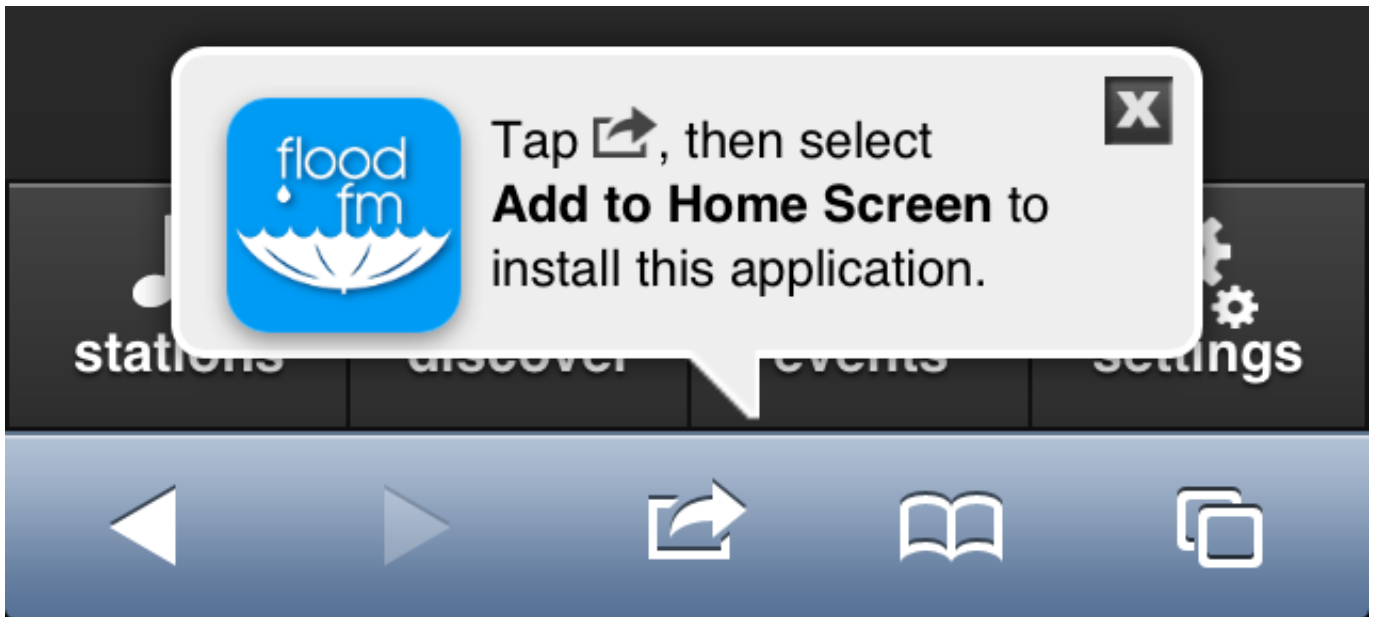 flood
fm
Tap , then select
Add to Home Screen to
install this application.
X
stations
discover
events
settings